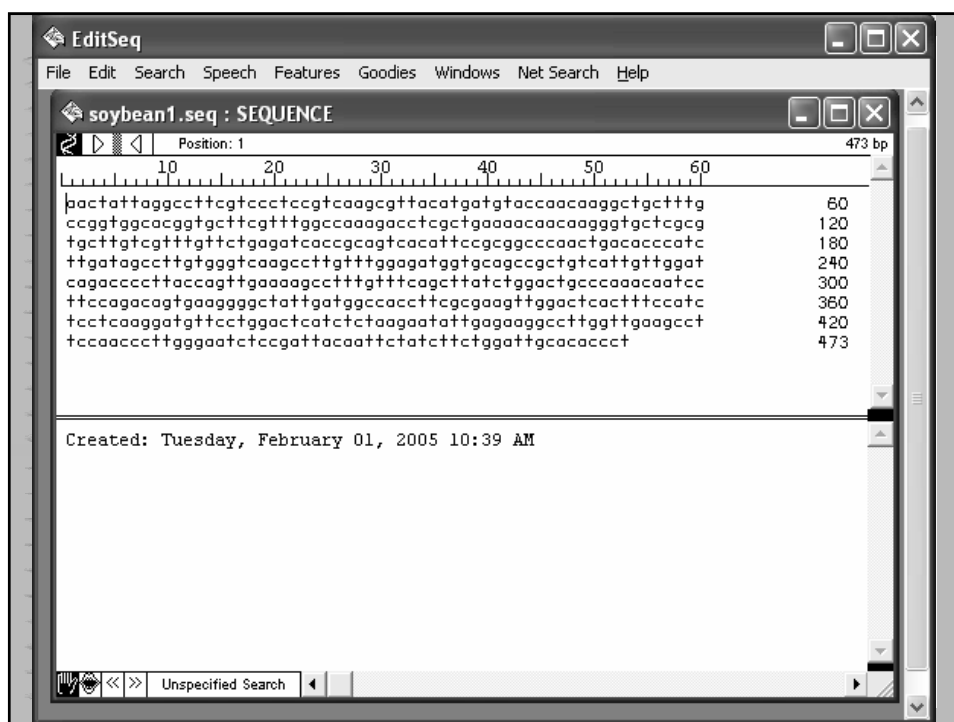 EditSeq
File Edit Search Speech Features Goodies Windows Net Search Help
soybean1.seq : SEQUENCE
Position: 1 473 bp
10 20 30 40 50 60
aactattaggccttcgtccctccgtcaagcgttacatgatgtaccaacaaggctgctttg 60
ccggtggcacggtgcttcgtttggccaaagacctcgctgaaaacaacaagggtgctcgcg 120
tgcttgtcgtttgttctgagatcaccgcagtcacattccgcggcccaactgacacccatc 180
ttgatagccttgtgggtcaagccttgtttggagatggtgcagccgctgtcattgttggat 240
cagaccccttaccagttgaaaagcctttgtttcagcttatctggactgcccaaacaatcc 300
ttccagacagtgaaggggctattgatggccaccttcgcgaagttggactcactttccatc 360
tcctcaaggatgttcctggactcatctctaagaatattgagaaggccttggttgaagcct 420
tccaacccttgggaatctccgattacaattctatcttctggattgcacaccct 473
Created: Tuesday, February 01, 2005 10:39 AM
Unspecified Search